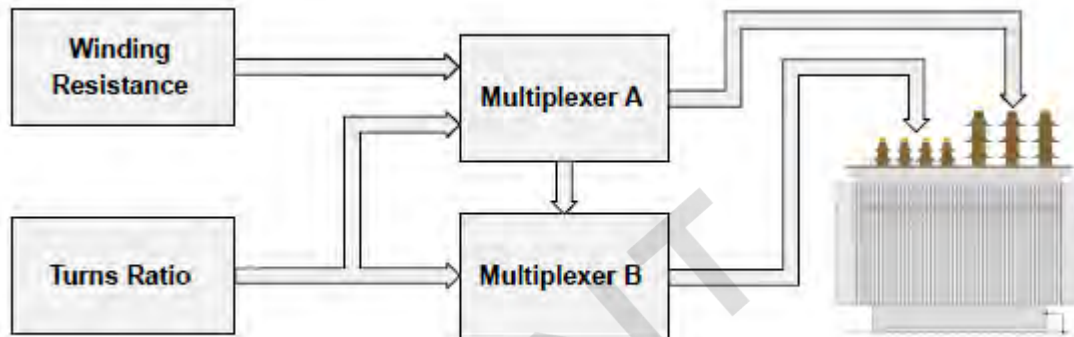 Winding
Resistance
Multiplexer A
Turns Ratio
Multiplexer B